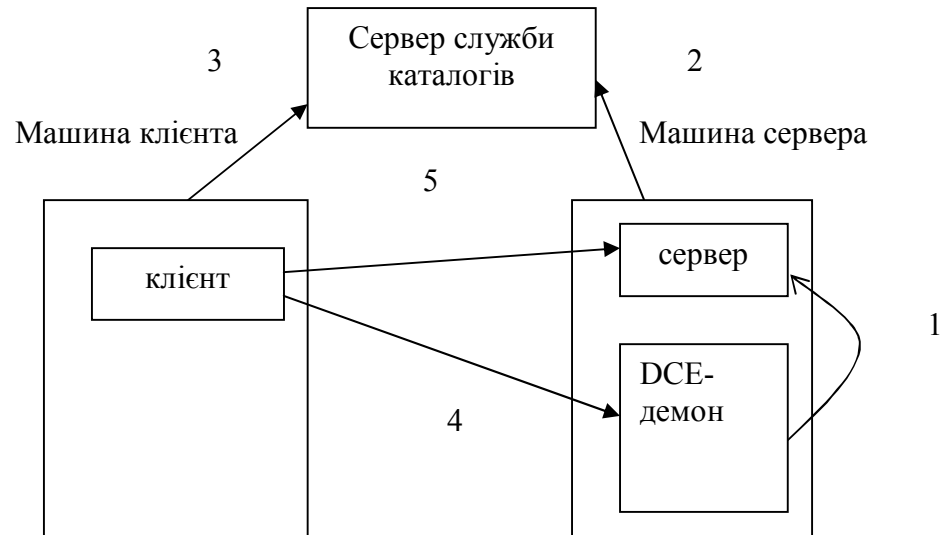 Сервер служби
каталогів
3
2
Машина клієнта
Машина сервера
5
клієнт
сервер
1
DCE-
демон
4